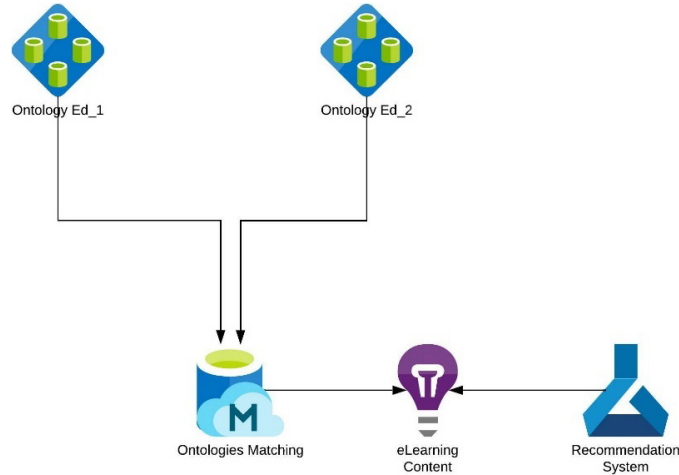 Ontology Ed_1
Ontology Ed_2
M
Ontologies Matching
eLearning
Content
Recommendation
System